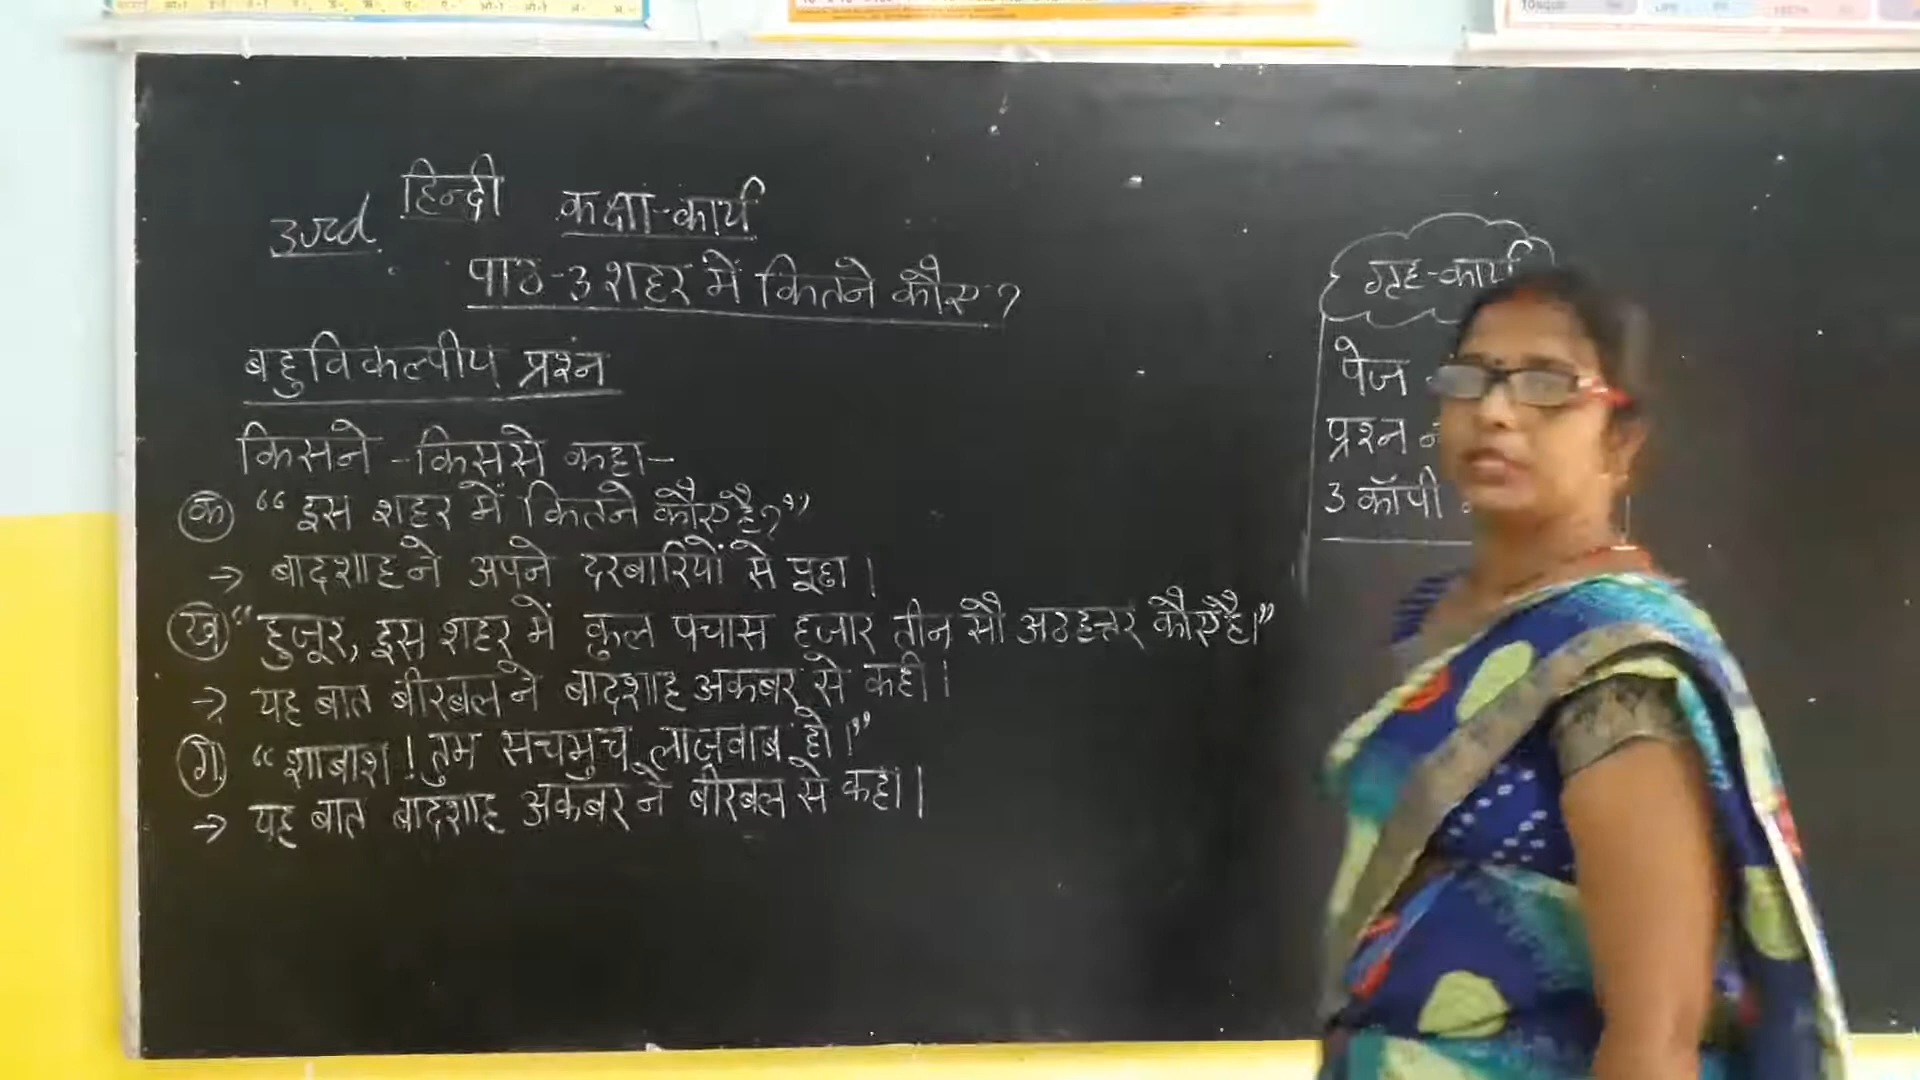 3rd हिन्दी कक्षा-कार्य
पाठ-3 शहर में कितने कौए?
बहुविकल्पीय प्रश्न
किसने-किससे कहा-
क “इस शहर में कितने कौए है?”
→ बादशाह ने अपने दरबारियों से पूछा।
ख “हुजूर, इस शहर में कुल पचास हजार तीन सौ अठहत्तर कौए है।”
→ यह बात बीरबल ने बादशाह अकबर से कही।
ग “शाबाश! तुम सचमुच लाजवाब हो।”
→ यह बात बादशाह अकबर ने बीरबल से कहा।
गृह-कार्य
पेज
प्रश्न
3 कॉपी